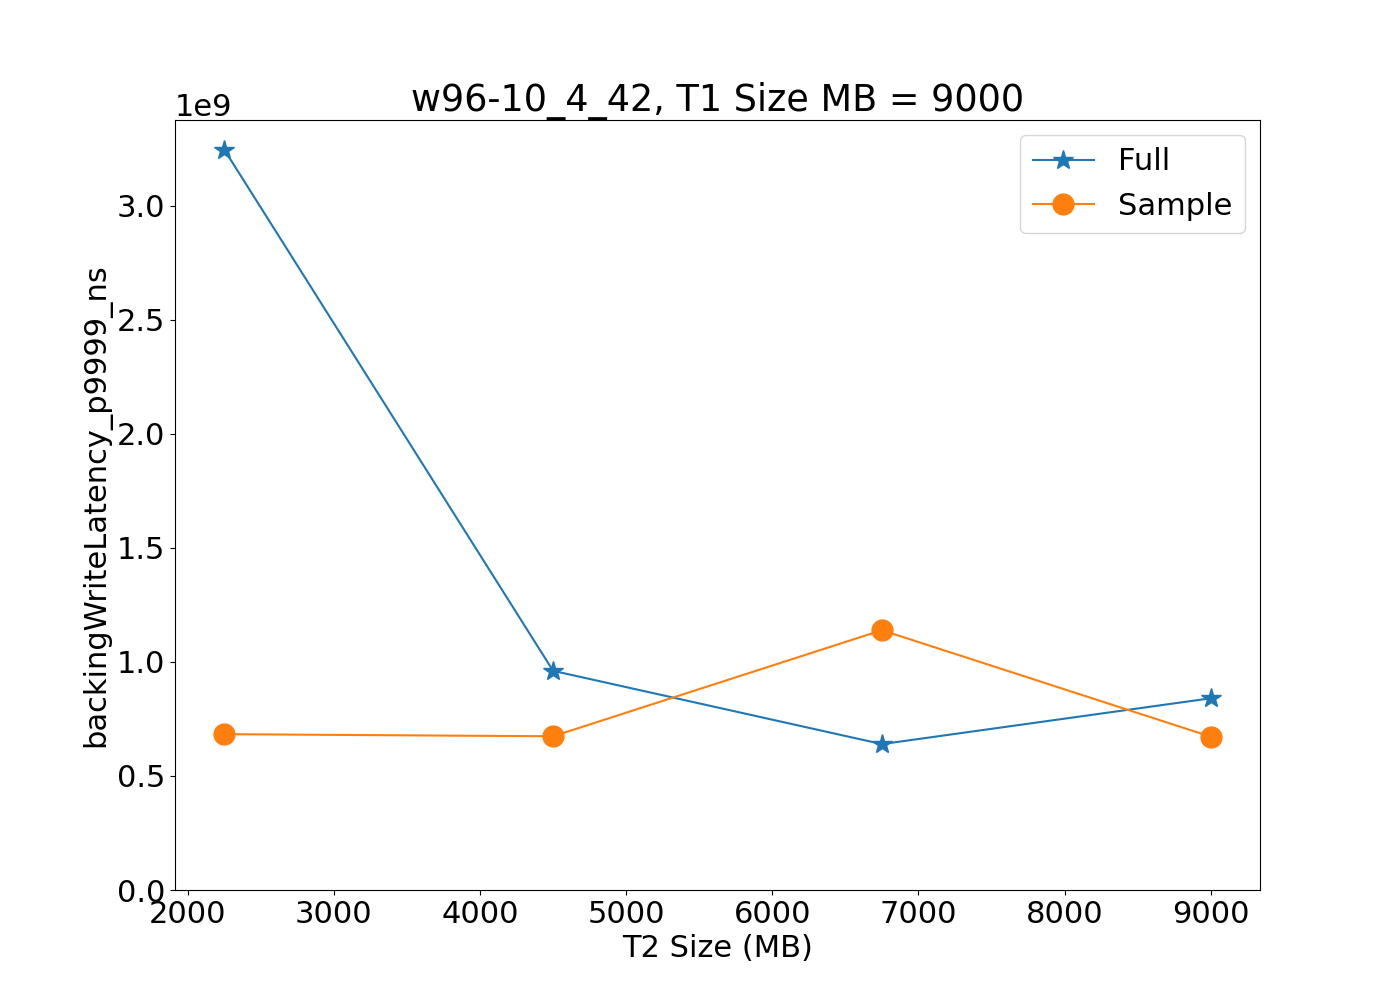 w96-10_4_42, T1 Size MB = 9000
1e9
Full
Sample
3.0
2.5
2.0
1.5
1.0
0.5
0.0
backingWriteLatency_p9999_ns
2000 3000 4000 5000 6000 7000 8000 9000
T2 Size (MB)